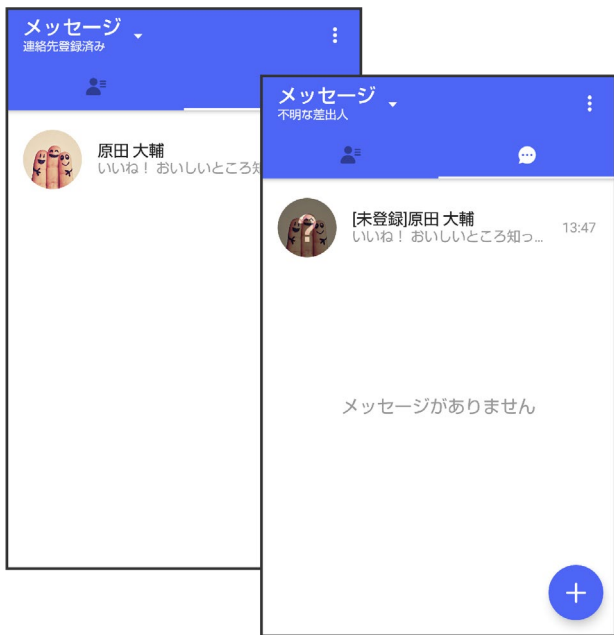 メッセージ
連絡先登録済み
原田 大輔
いいね！ おいしいところ知
メッセージ
不明な差出人
[未登録]原田 大輔
いいね！ おいしいところ知っ...
13:47
メッセージがありません